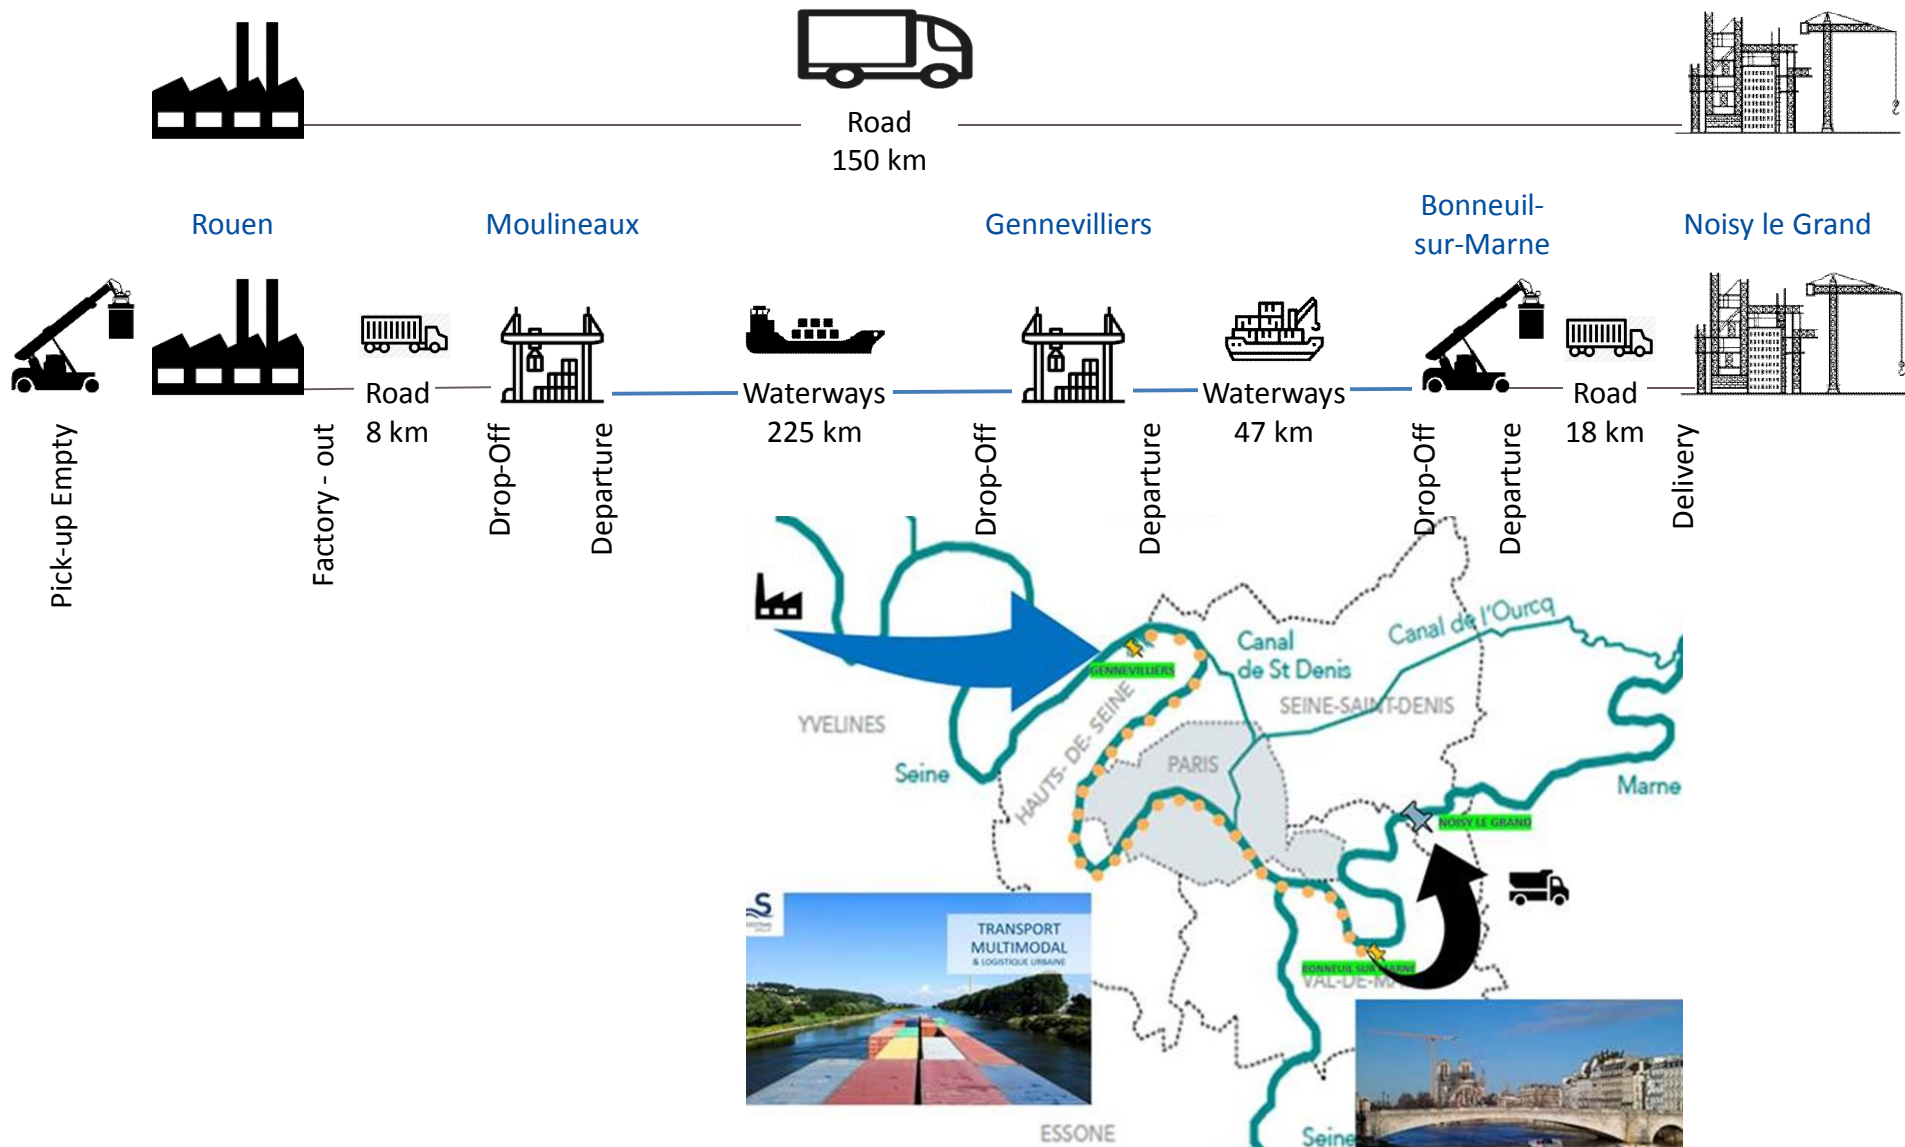 Road
150 km
Rouen
Moulineaux
Gennevilliers
Bonneuil-
sur-Marne
Noisy le Grand
Road
8 km
Waterways
225 km
Waterways
47 km
Road
18 km
Pick-up Empty
Factory - out
Drop-Off
Departure
Drop-Off
Departure
Drop-Off
Departure
Delivery
GENNEVILLIERS
Canal
de St Denis
Canal de l'Ourcq
SEINE-SAINT-DENIS
YVELINES
HAUTS-DE-SEINE
PARIS
Seine
Marne
NOISY LE GRAND
BONNEUIL SUR MARNE
VAL-DE-MA
S
TRANSPORT
MULTIMODAL
& LOGISTIQUE URBAINE
ESSONE
Seine